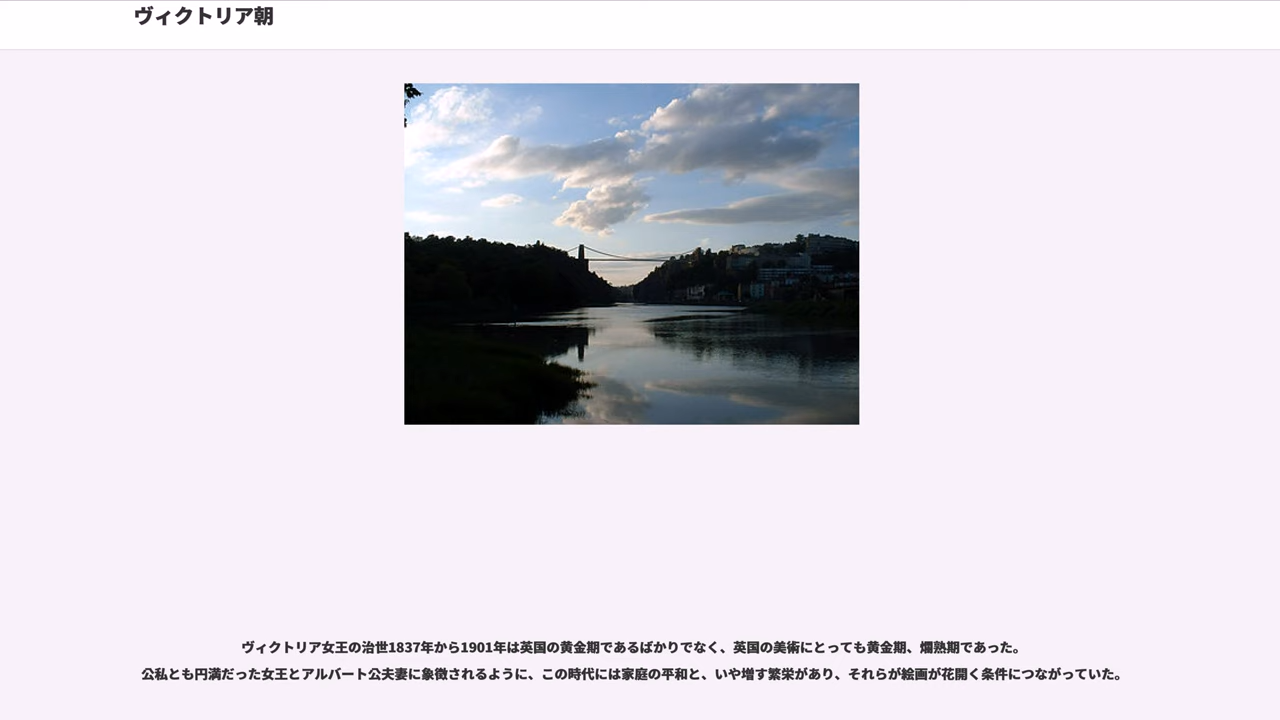 ヴィクトリア朝
ヴィクトリア女王の治世1837年から1901年は英国の黄金期であるばかりでなく、英国の美術にとっても黄金期、爛熟期であった。
公私とも円満だった女王とアルバート公夫妻に象徴されるように、この時代には家庭の平和と、いや増す繁栄があり、それらが絵画が花開く条件につながっていた。